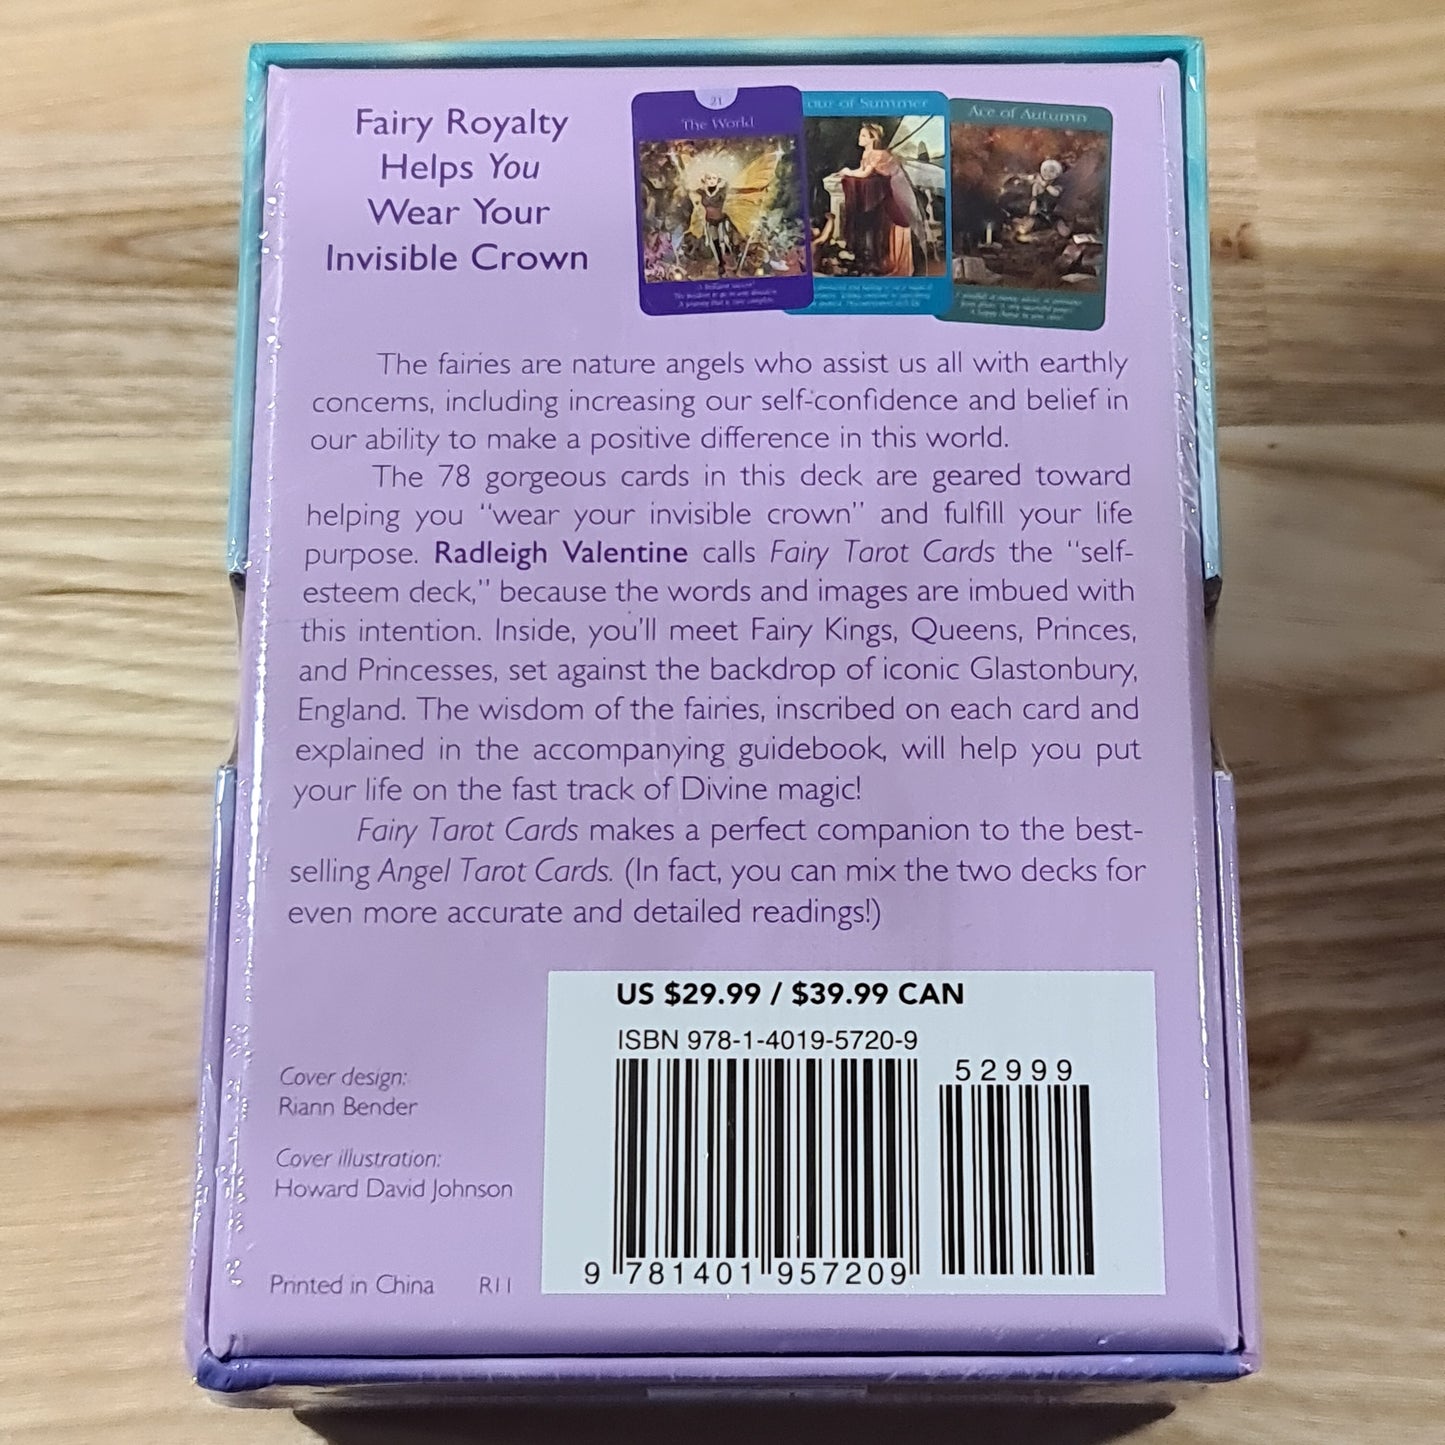 Fairy Royalty
Helps You
Wear Your
Invisible Crown
21
The World
of Summer
Ace of Autumn
A brilliant success!
The fairies are nature angels who assist us all with earthly
concerns, including increasing our self-confidence and belief in
our ability to make a positive difference in this world.
The 78 gorgeous cards in this deck are geared toward
helping you "wear your invisible crown" and fulfill your life
purpose. Radleigh Valentine calls Fairy Tarot Cards the "self-
esteem deck," because the words and images are imbued with
this intention. Inside, you'll meet Fairy Kings, Queens, Princes,
and Princesses, set against the backdrop of iconic Glastonbury,
England. The wisdom of the fairies, inscribed on each card and
explained in the accompanying guidebook, will help you put
your life on the fast track of Divine magic!
Fairy Tarot Cards makes a perfect companion to the best-
selling Angel Tarot Cards. (In fact, you can mix the two decks for
even more accurate and detailed readings!)
US $29.99 / $39.99 CAN
ISBN 978-1-4019-5720-9
52999
9 781401 957209
Cover design:
Riann Bender
Cover illustration:
Howard David Johnson
Printed in China R11